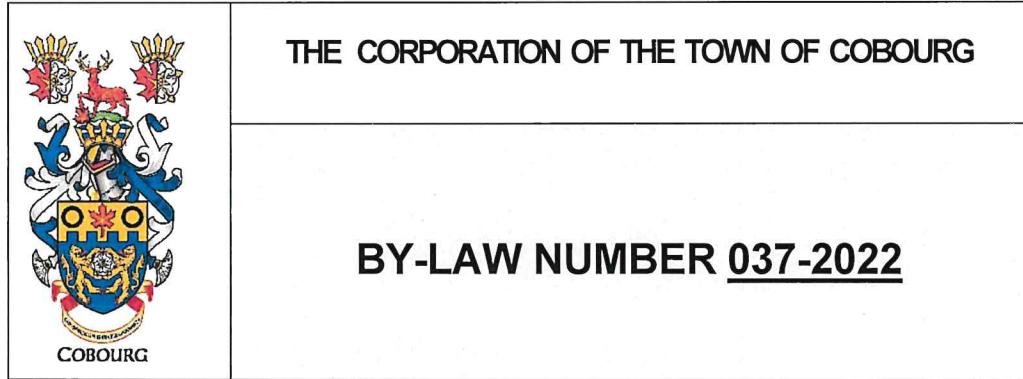 THE CORPORATION OF THE TOWN OF COBOURG
BY-LAW NUMBER 037-2022
COBOURG